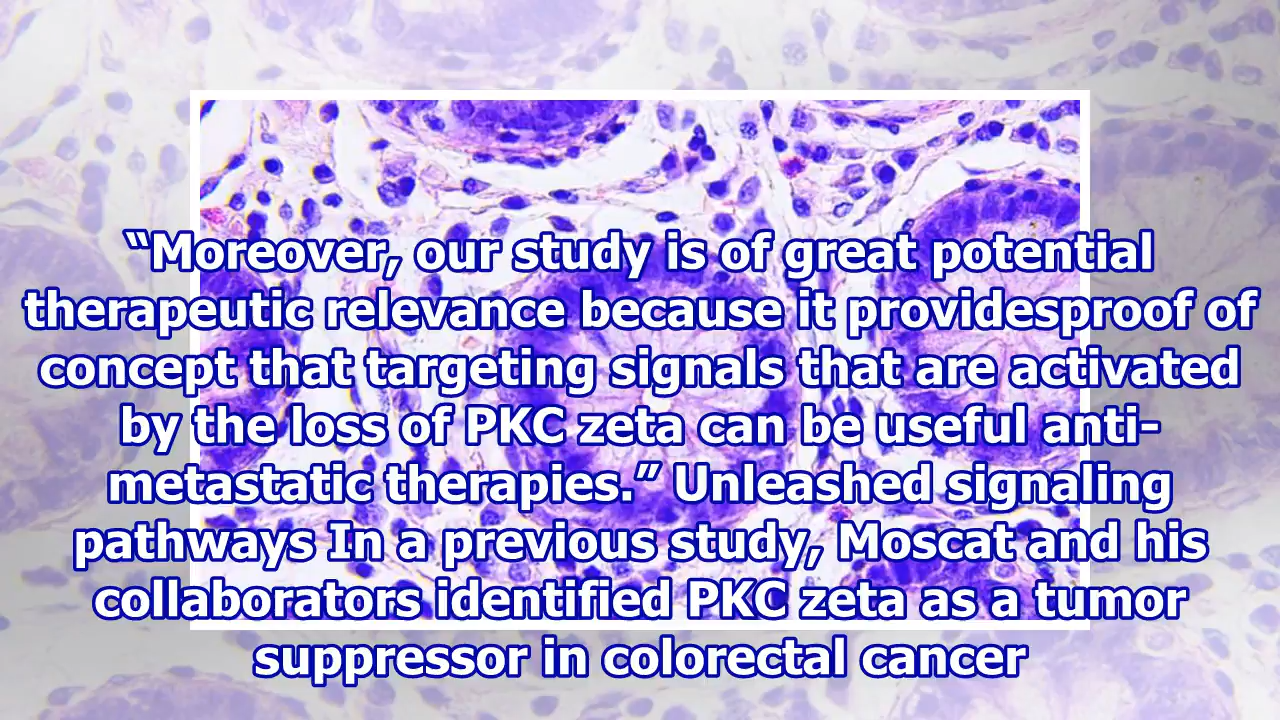 “Moreover, our study is of great potential
therapeutic relevance because it providesproof of
concept that targeting signals that are activated
by the loss of PKC zeta can be useful anti-
metastatic therapies.” Unleashed signaling
pathways In a previous study, Moscat and his
collaborators identified PKC zeta as a tumor
suppressor in colorectal cancer